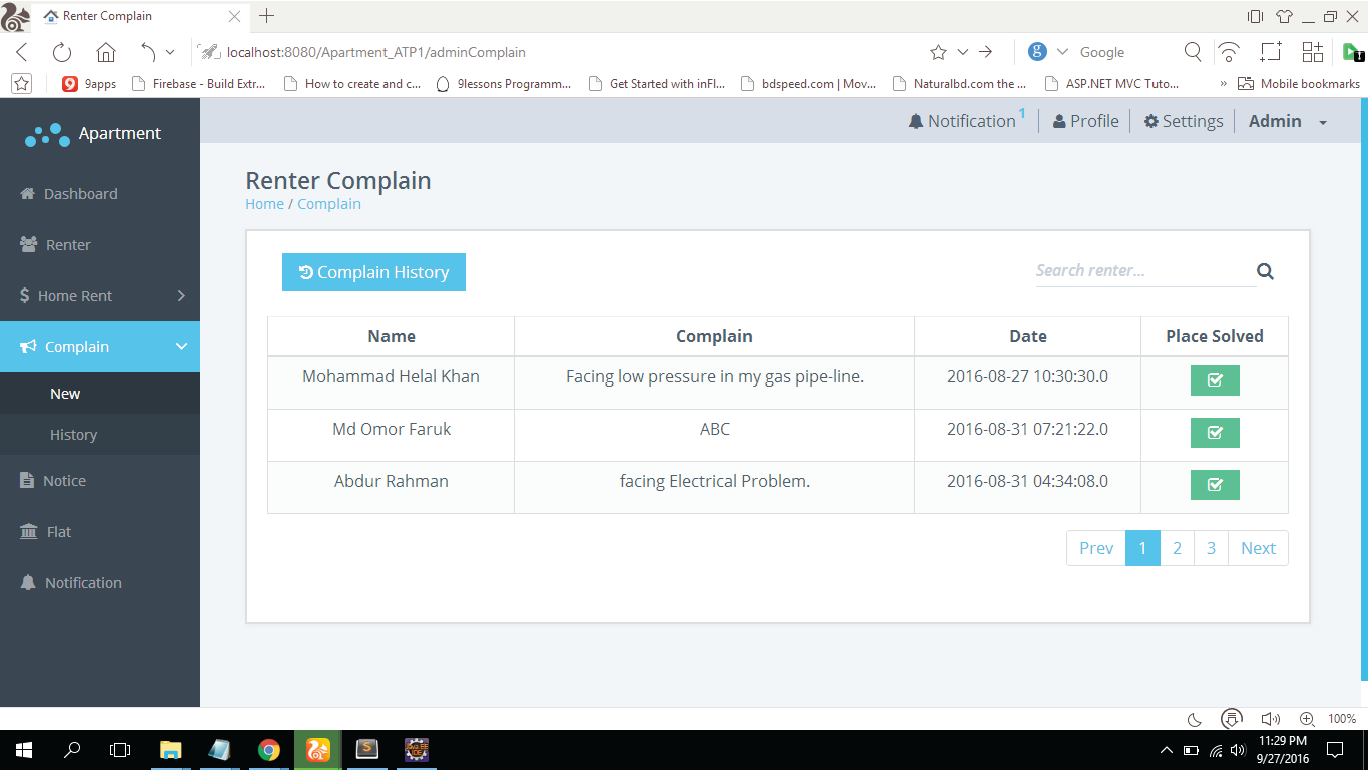 Renter Complain
localhost:8080/Apartment_ATP1/adminComplain
g Google
9apps Firebase - Build Extr... How to create and c... 9lessons Programm... Get Started with inFl... bdspeed.com | Mov... Naturalbd.com the ... ASP.NET MVC Tuto... » Mobile bookmarks
Apartment
Notification 1 Profile Settings Admin
Dashboard
Renter
Home Rent
Complain
New
History
Notice
Flat
Notification
Renter Complain
Home / Complain
Complain History
Search renter...
Name Complain Date Place Solved
Mohammad Helal Khan Facing low pressure in my gas pipe-line. 2016-08-27 10:30:30.0
Md Omor Faruk ABC 2016-08-31 07:21:22.0
Abdur Rahman facing Electrical Problem. 2016-08-31 04:34:08.0
Prev 1 2 3 Next
100%
11:29 PM
9/27/2016